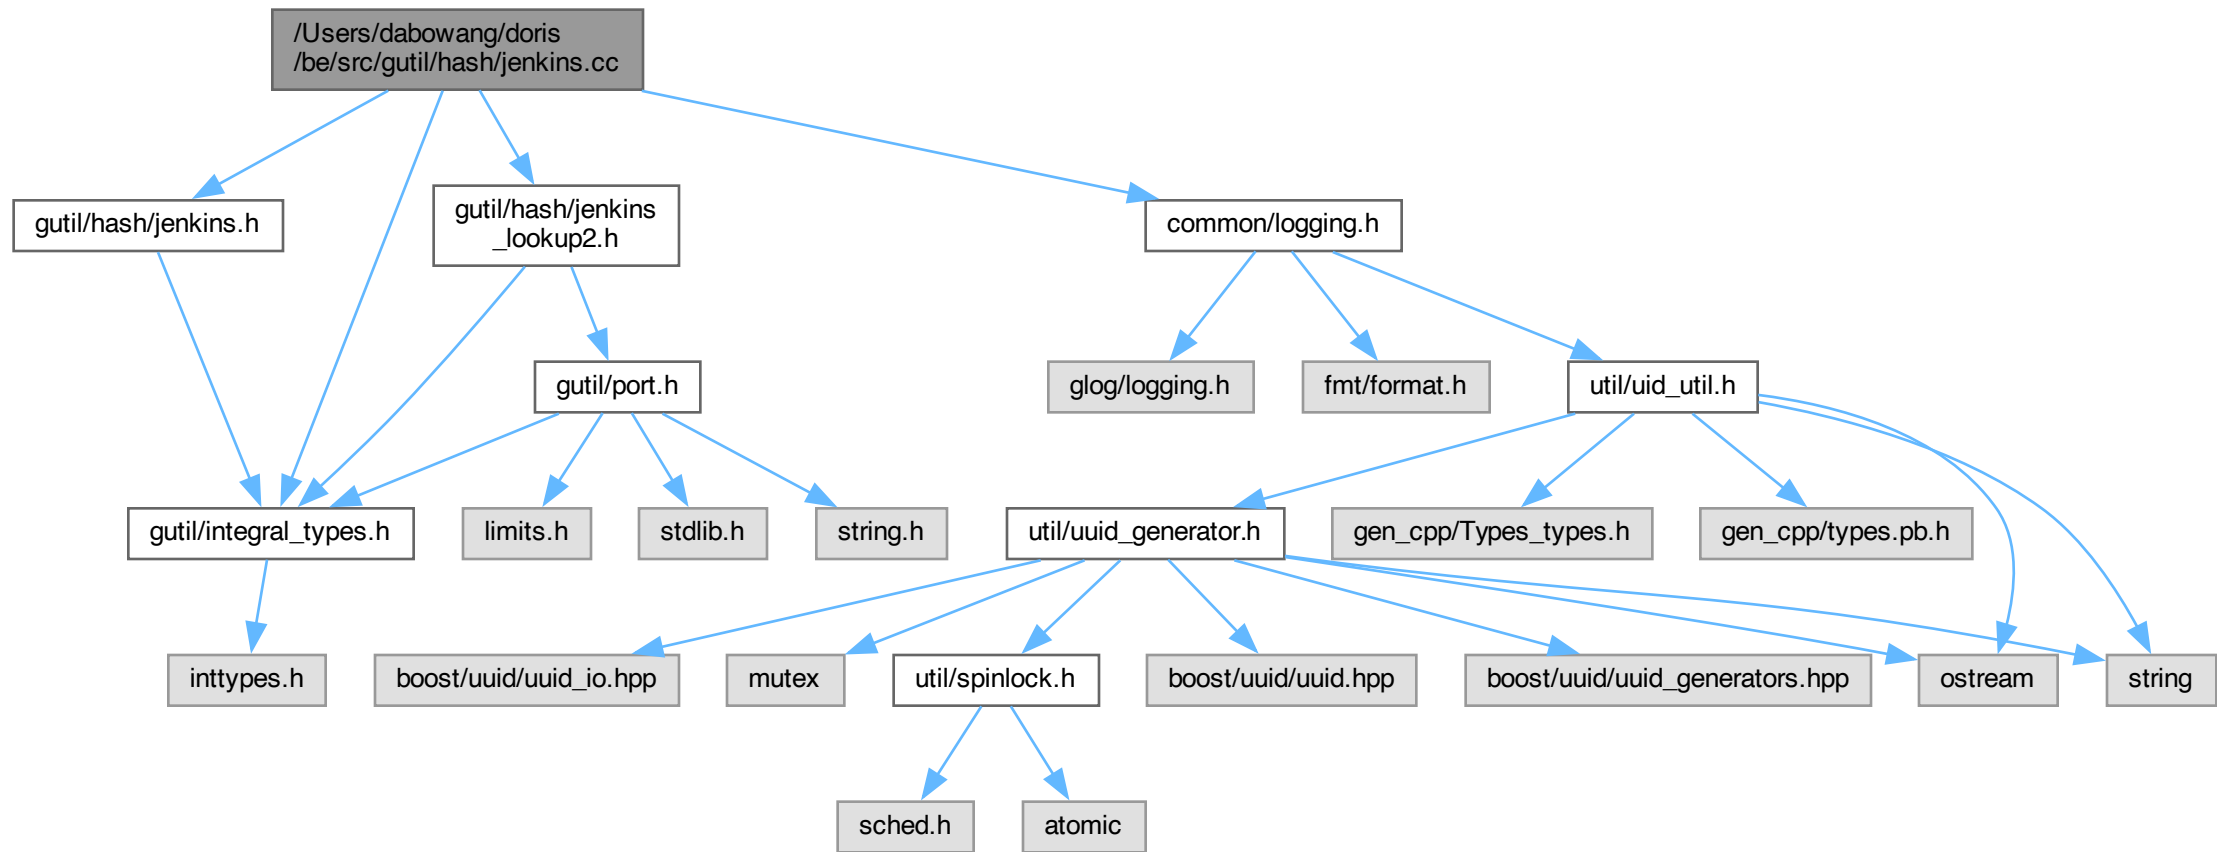 /Users/dabowang/doris
/be/src/gutil/hash/jenkins.cc
gutil/hash/jenkins.h
gutil/hash/jenkins
_lookup2.h
common/logging.h
gutil/port.h
glog/logging.h
fmt/format.h
util/uid_util.h
gutil/integral_types.h
limits.h
stdlib.h
string.h
util/uuid_generator.h
gen_cpp/Types_types.h
gen_cpp/types.pb.h
inttypes.h
boost/uuid/uuid_io.hpp
mutex
util/spinlock.h
boost/uuid/uuid.hpp
boost/uuid/uuid_generators.hpp
ostream
string
sched.h
atomic